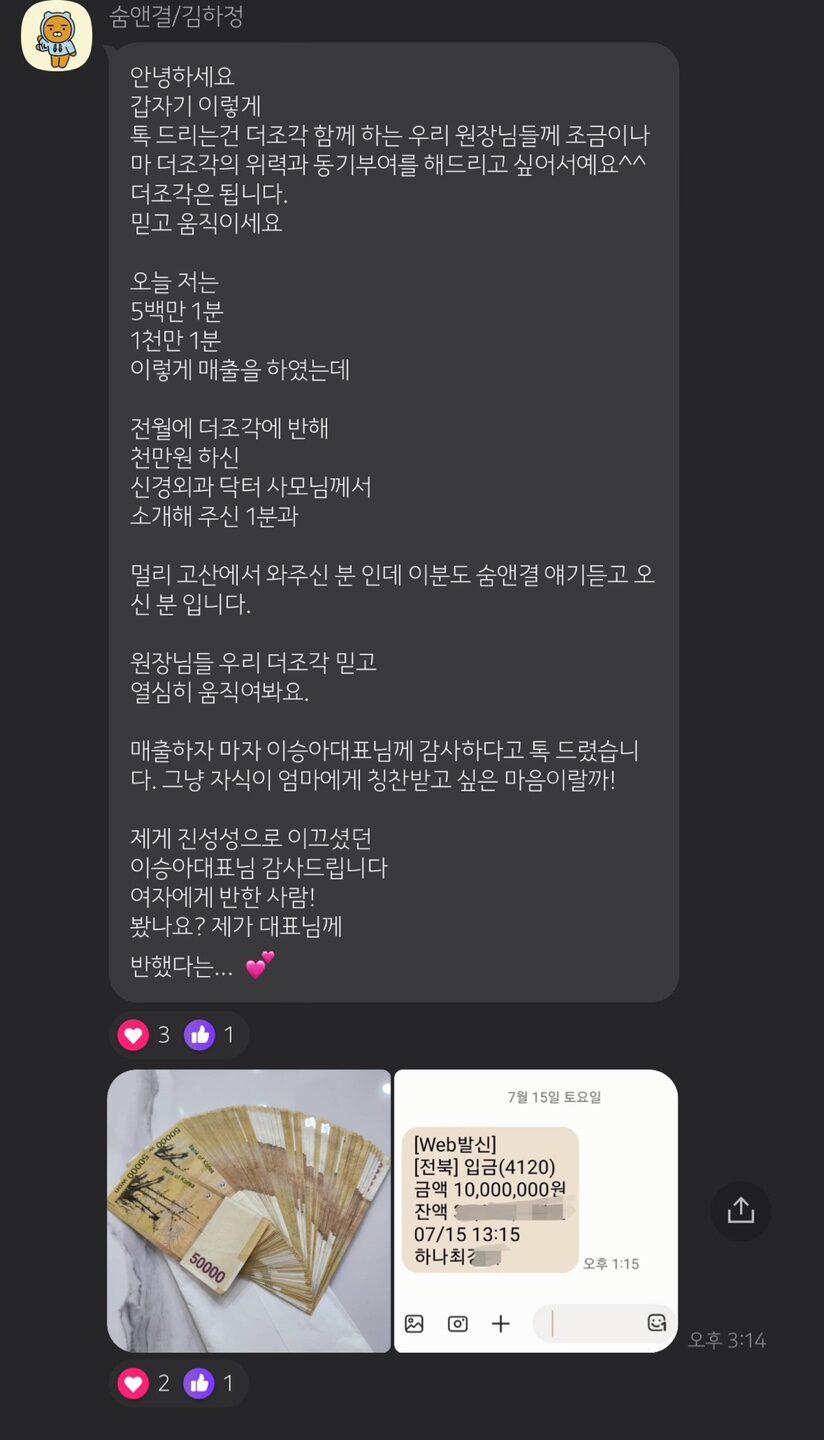 숨앤결/김하정
안녕하세요
갑자기 이렇게
톡 드리는건 더조각 함께 하는 우리 원장님들께 조금이나
마 더조각의 위력과 동기부여를 해드리고 싶어서예요^^
더조각은 됩니다.
믿고 움직이세요
오늘 저는
5백만 1분
1천만 1분
이렇게 매출을 하였는데
전월에 더조각에 반해
천만원 하신
신경외과 닥터 사모님께서
소개해 주신 1분과
멀리 고산에서 와주신 분 인데 이분도 숨앤결 얘기듣고 오
신 분 입니다.
원장님들 우리 더조각 믿고
열심히 움직여봐요.
매출하자 마자 이승아대표님께 감사하다고 톡 드렸습니
다. 그냥 자식이 엄마에게 칭찬받고 싶은 마음이랄까!
제게 진성성으로 이끄셨던
이승아대표님 감사드립니다
여자에게 반한 사람!
봤나요? 제가 대표님께
반했다는... 💕
3 1
50000 won
Bank of Korea
50000
Bank of Korea
50000
7월 15일 토요일
[Web발신]
[전북] 입금(4120)
금액 10,000,000원
잔액
07/15 13:15
하나최
오후 1:15
오후 3:14
2 1